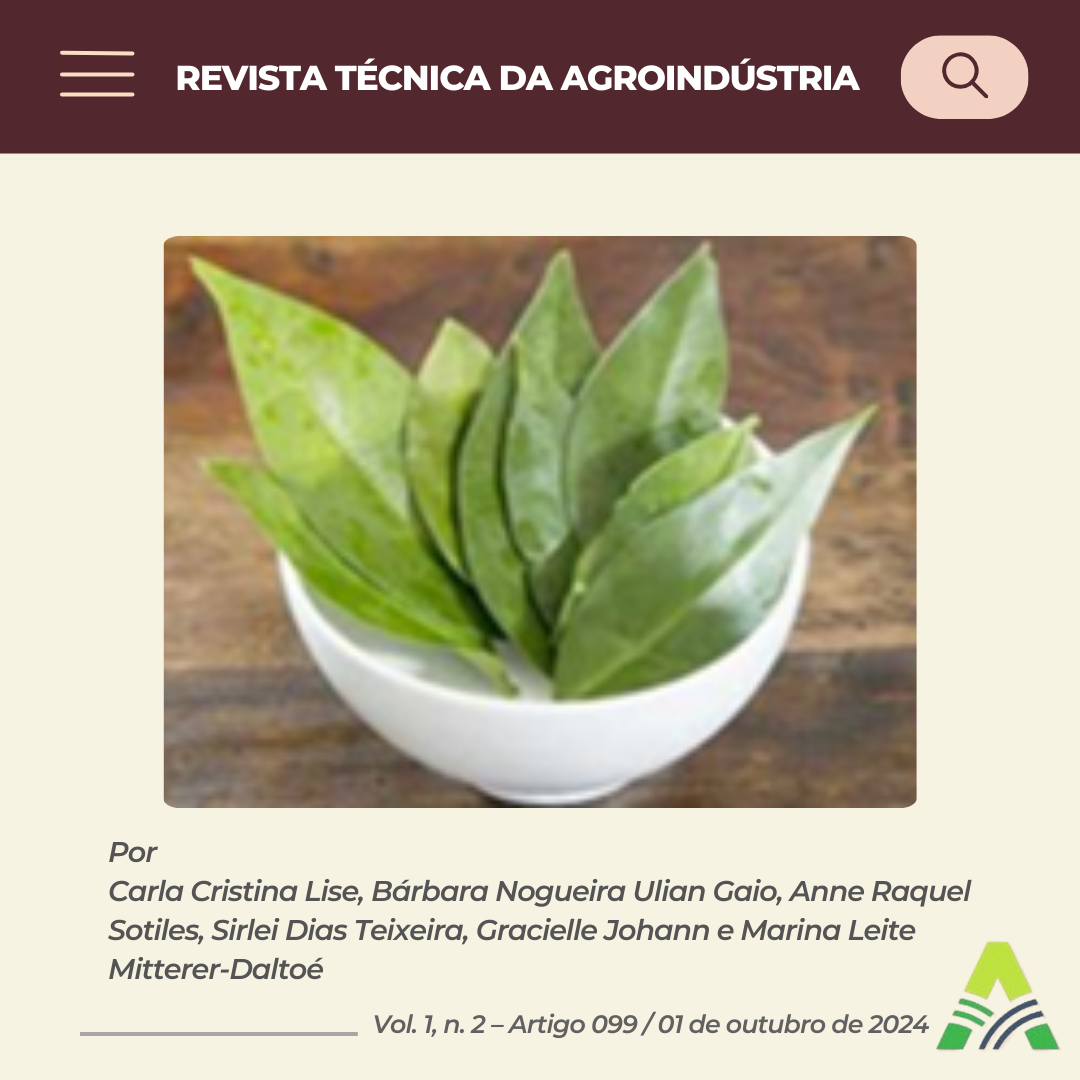 REVISTA TÉCNICA DA AGROINDÚSTRIA
Por
Carla Cristina Lise, Bárbara Nogueira Ulian Gaio, Anne Raquel
Sotiles, Sirlei Dias Teixeira, Gracielle Johann e Marina Leite
Mitterer-Daltoé
Vol. 1, n. 2 – Artigo 099 / 01 de outubro de 2024